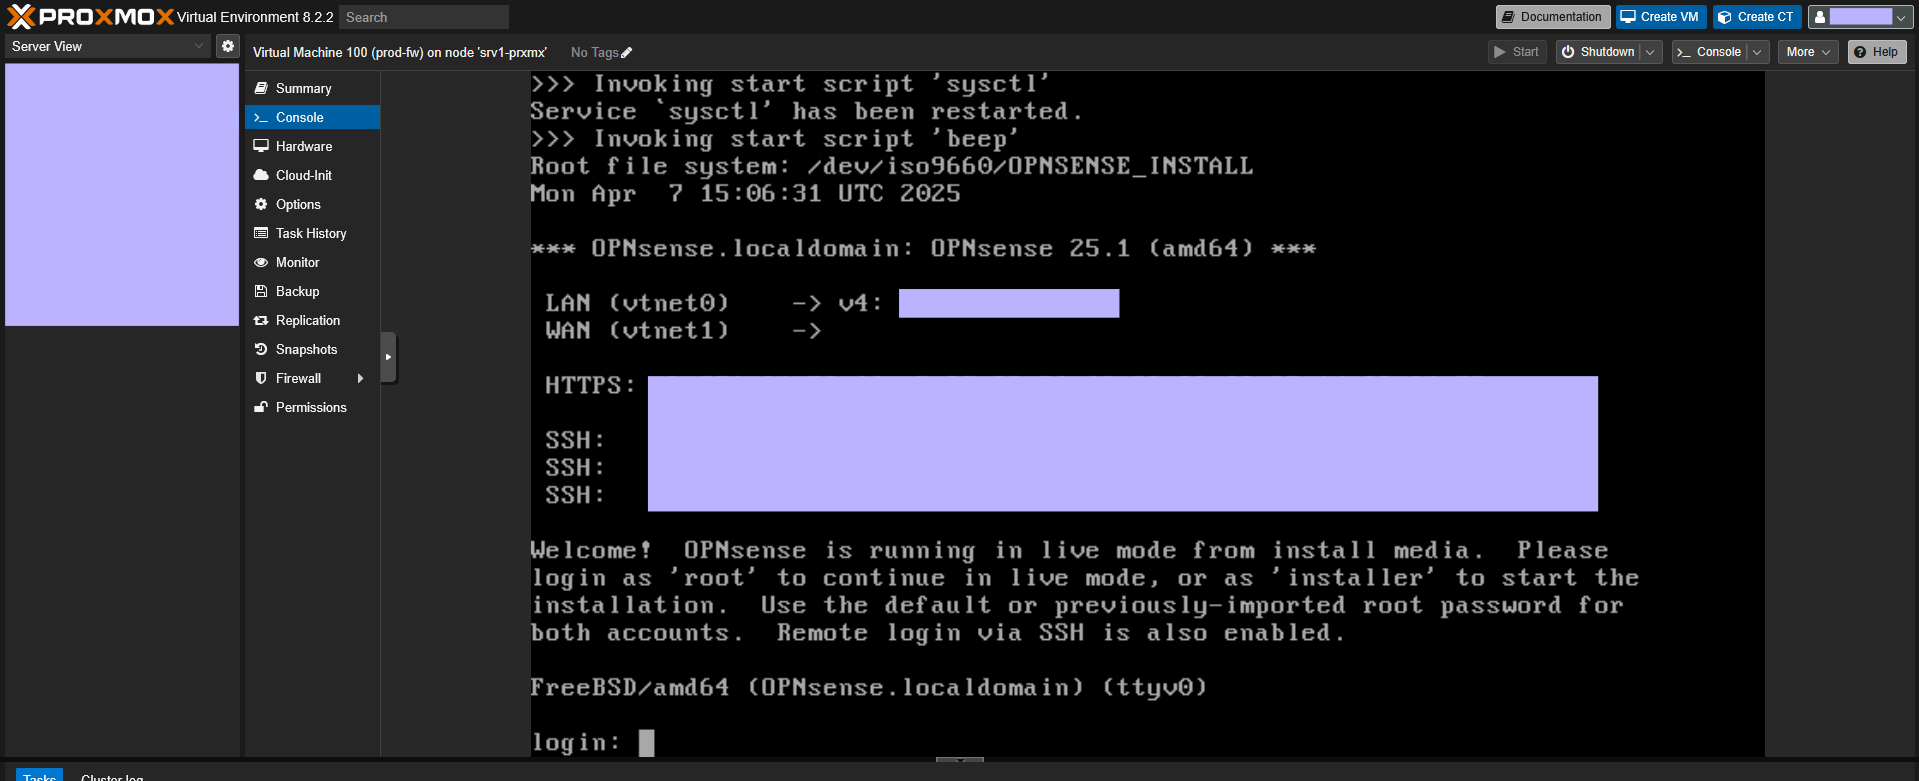 PROXMOX Virtual Environment 8.2.2 Search Documentation Create VM Create CT
Server View
Virtual Machine 100 (prod-fw) on node 'srv1-prxmx' No Tags Start Shutdown Console More Help
Summary
Console
Hardware
Cloud-Init
Options
Task History
Monitor
Backup
Replication
Snapshots
Firewall
Permissions
>>> Invoking start script 'sysctl'
Service `sysctl' has been restarted.
>>> Invoking start script 'beep'
Root file system: /dev/iso9660/OPNSENSE_INSTALL
Mon Apr  7 15:06:31 UTC 2025
*** OPNsense.localdomain: OPNsense 25.1 (amd64) ***
LAN (vtnet0)    -> v4:
WAN (vtnet1)    ->
HTTPS:
SSH:
SSH:
SSH:
Welcome!  OPNsense is running in live mode from install media.  Please
login as 'root' to continue in live mode, or as 'installer' to start the
installation.  Use the default or previously-imported root password for
both accounts.  Remote login via SSH is also enabled.
FreeBSD/amd64 (OPNsense.localdomain) (ttyv0)
login:
Tasks Cluster log